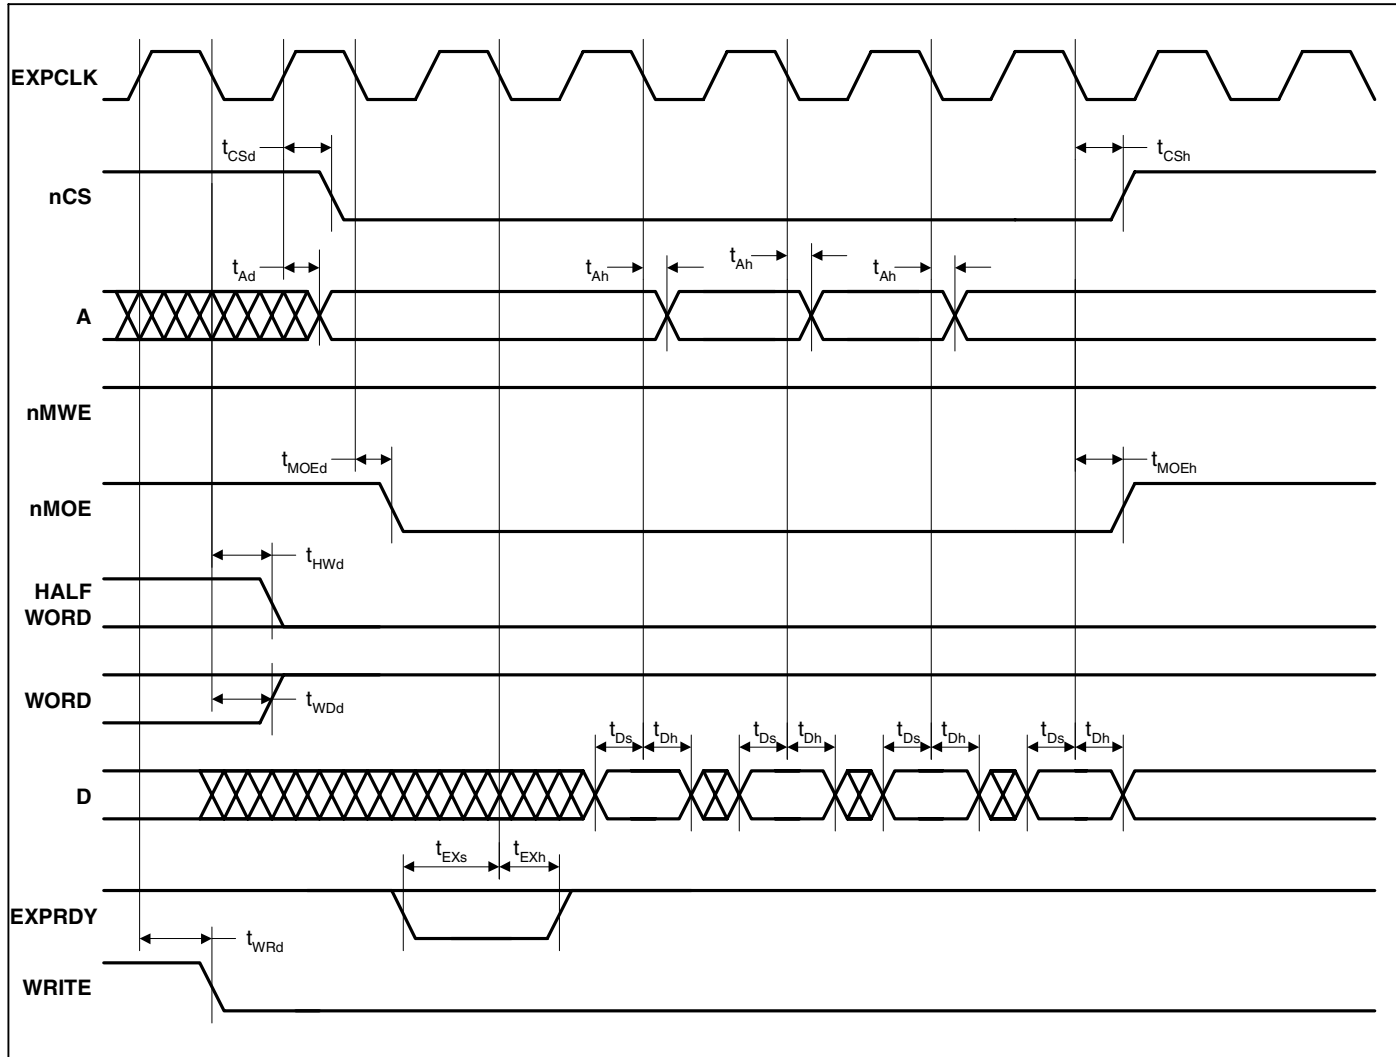 EXPCLK
tCSd
tCSh
nCS
tAd
tAh
tAh
tAh
A
nMWE
tMOEd
tMOEh
nMOE
tHWd
HALF
WORD
WORD
tWDd
tDs tDh tDs tDh tDs tDh tDs tDh
D
tEXs tEXh
EXPRDY
tWRd
WRITE